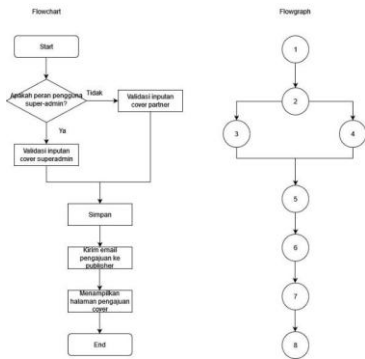 Flowchart
Flowgraph
Start
Apakah peran pengguna
super-admin?
Tidak
Validasi inputan
cover partner
Ya
Validasi inputan
cover superadmin
Simpan
Kirim email
pengajuan ke
publisher
Menampilkan
halaman pengajuan
cover
End
1
2
3
4
5
6
7
8